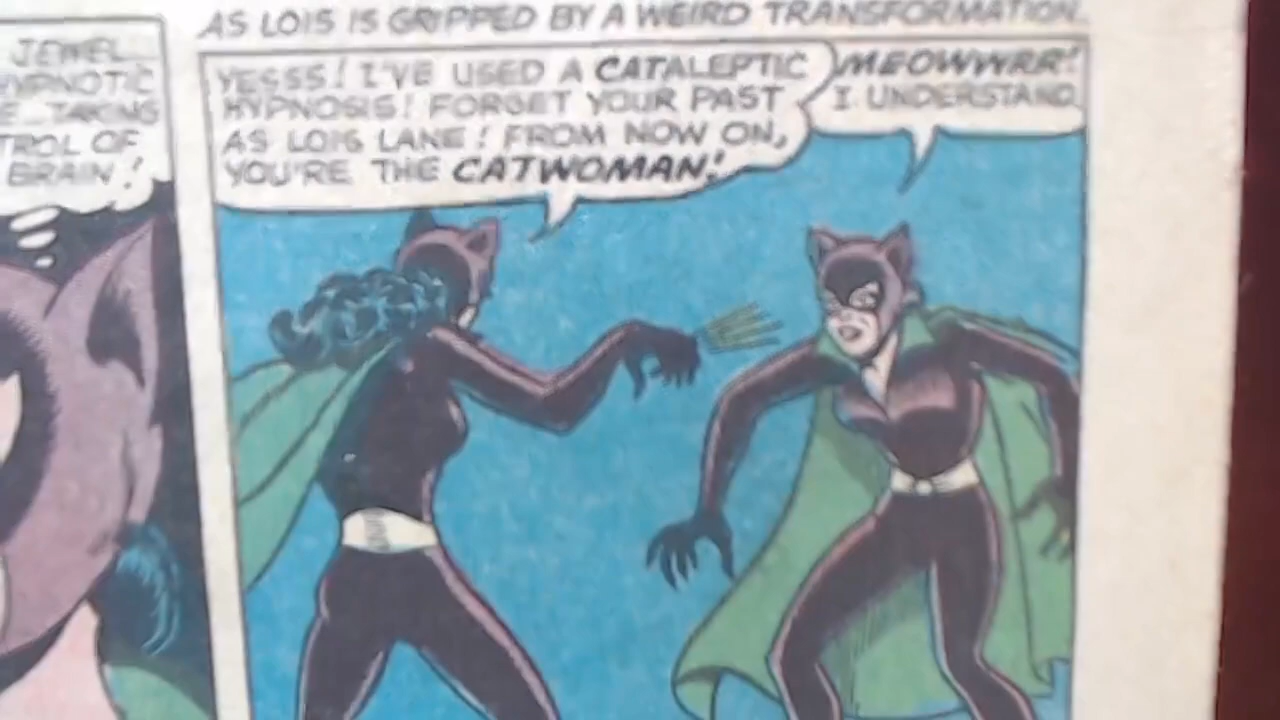 JEWEL...
HYPNOTIC
E...TAKING
TROL OF
BRAIN!
AS LOIS IS GRIPPED BY A WEIRD TRANSFORMATION...
YESSS! I'VE USED A CATALEPTIC
HYPNOSIS! FORGET YOUR PAST
AS LOIS LANE! FROM NOW ON,
YOU'RE THE CATWOMAN!
MEOWWRR!
I UNDERSTAND